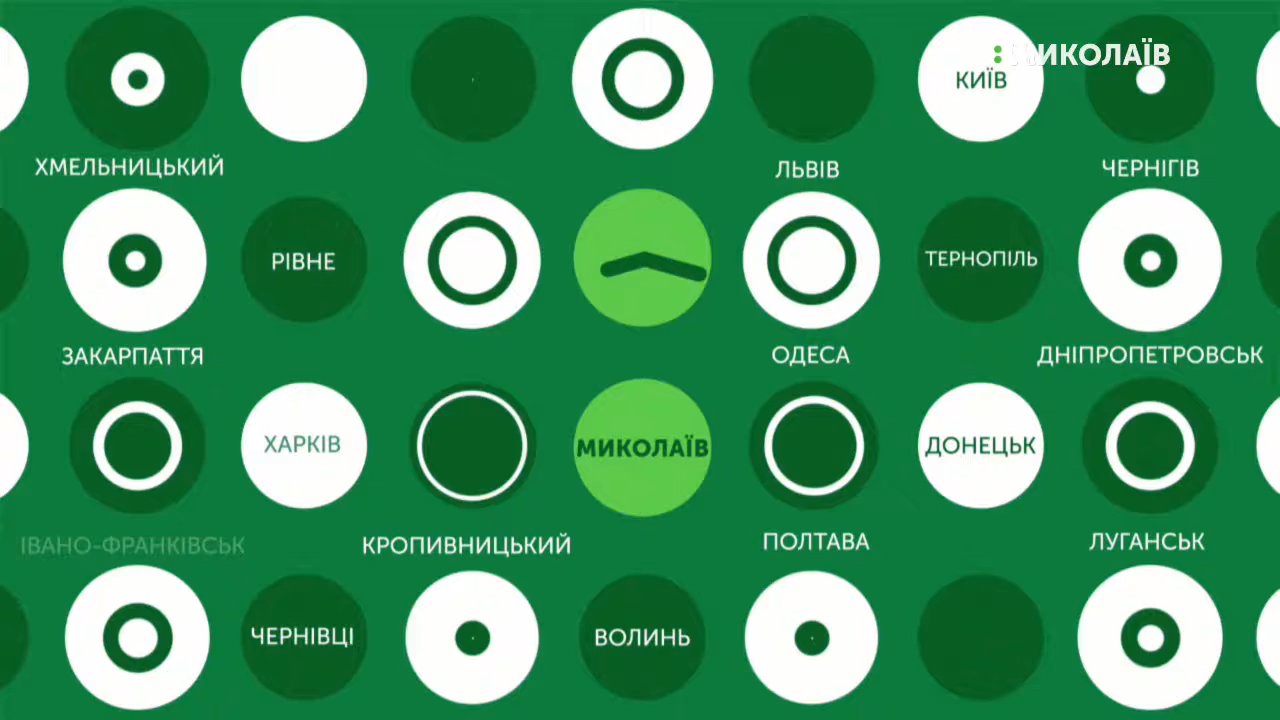 :МИКОЛАЇВ
КИЇВ
ХМЕЛЬНИЦЬКИЙ
ЛЬВІВ
ЧЕРНІГІВ
РІВНЕ
ТЕРНОПІЛЬ
ЗАКАРПАТТЯ
ОДЕСА
ДНІПРОПЕТРОВСЬК
ХАРКІВ
МИКОЛАЇВ
ДОНЕЦЬК
ІВАНО-ФРАНКІВСЬК
КРОПИВНИЦЬКИЙ
ПОЛТАВА
ЛУГАНСЬК
ЧЕРНІВЦІ
ВОЛИНЬ